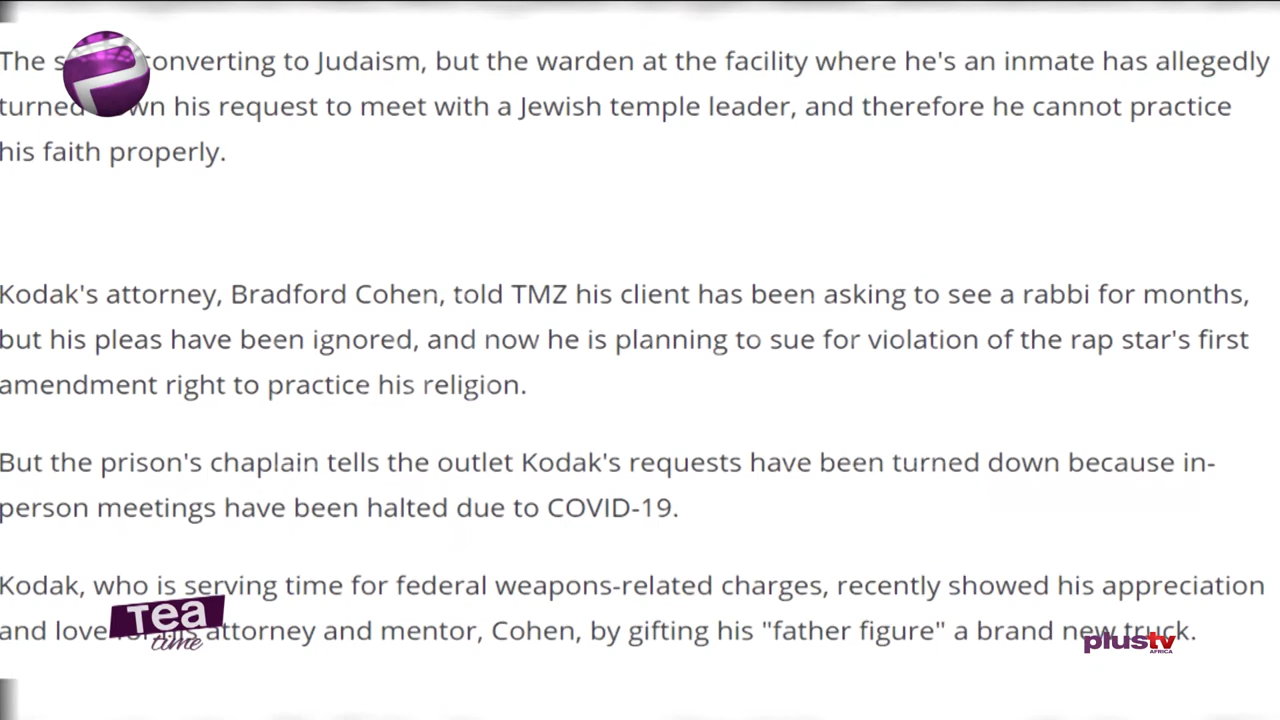 The s converting to Judaism, but the warden at the facility where he's an inmate has allegedly
turned down his request to meet with a Jewish temple leader, and therefore he cannot practice
his faith properly.
Kodak's attorney, Bradford Cohen, told TMZ his client has been asking to see a rabbi for months,
but his pleas have been ignored, and now he is planning to sue for violation of the rap star's first
amendment right to practice his religion.
But the prison's chaplain tells the outlet Kodak's requests have been turned down because in-
person meetings have been halted due to COVID-19.
Kodak, who is serving time for federal weapons-related charges, recently showed his appreciation
and love for his attorney and mentor, Cohen, by gifting his "father figure" a brand new truck.
Tea
time
plustv
AFRICA